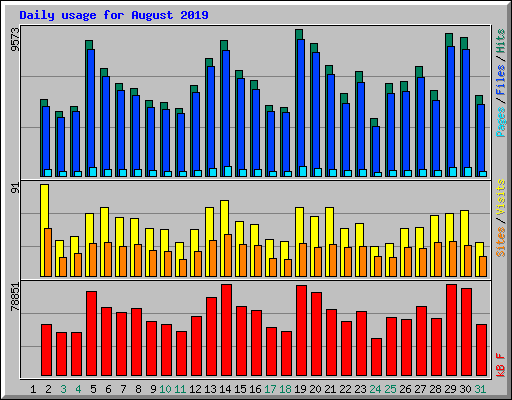 Daily usage for August 2019
9573
Pages / Files / Hits
91
Sites / Visits
78851
kB F
1 2 3 4 5 6 7 8 9 10 11 12 13 14 15 16 17 18 19 20 21 22 23 24 25 26 27 28 29 30 31